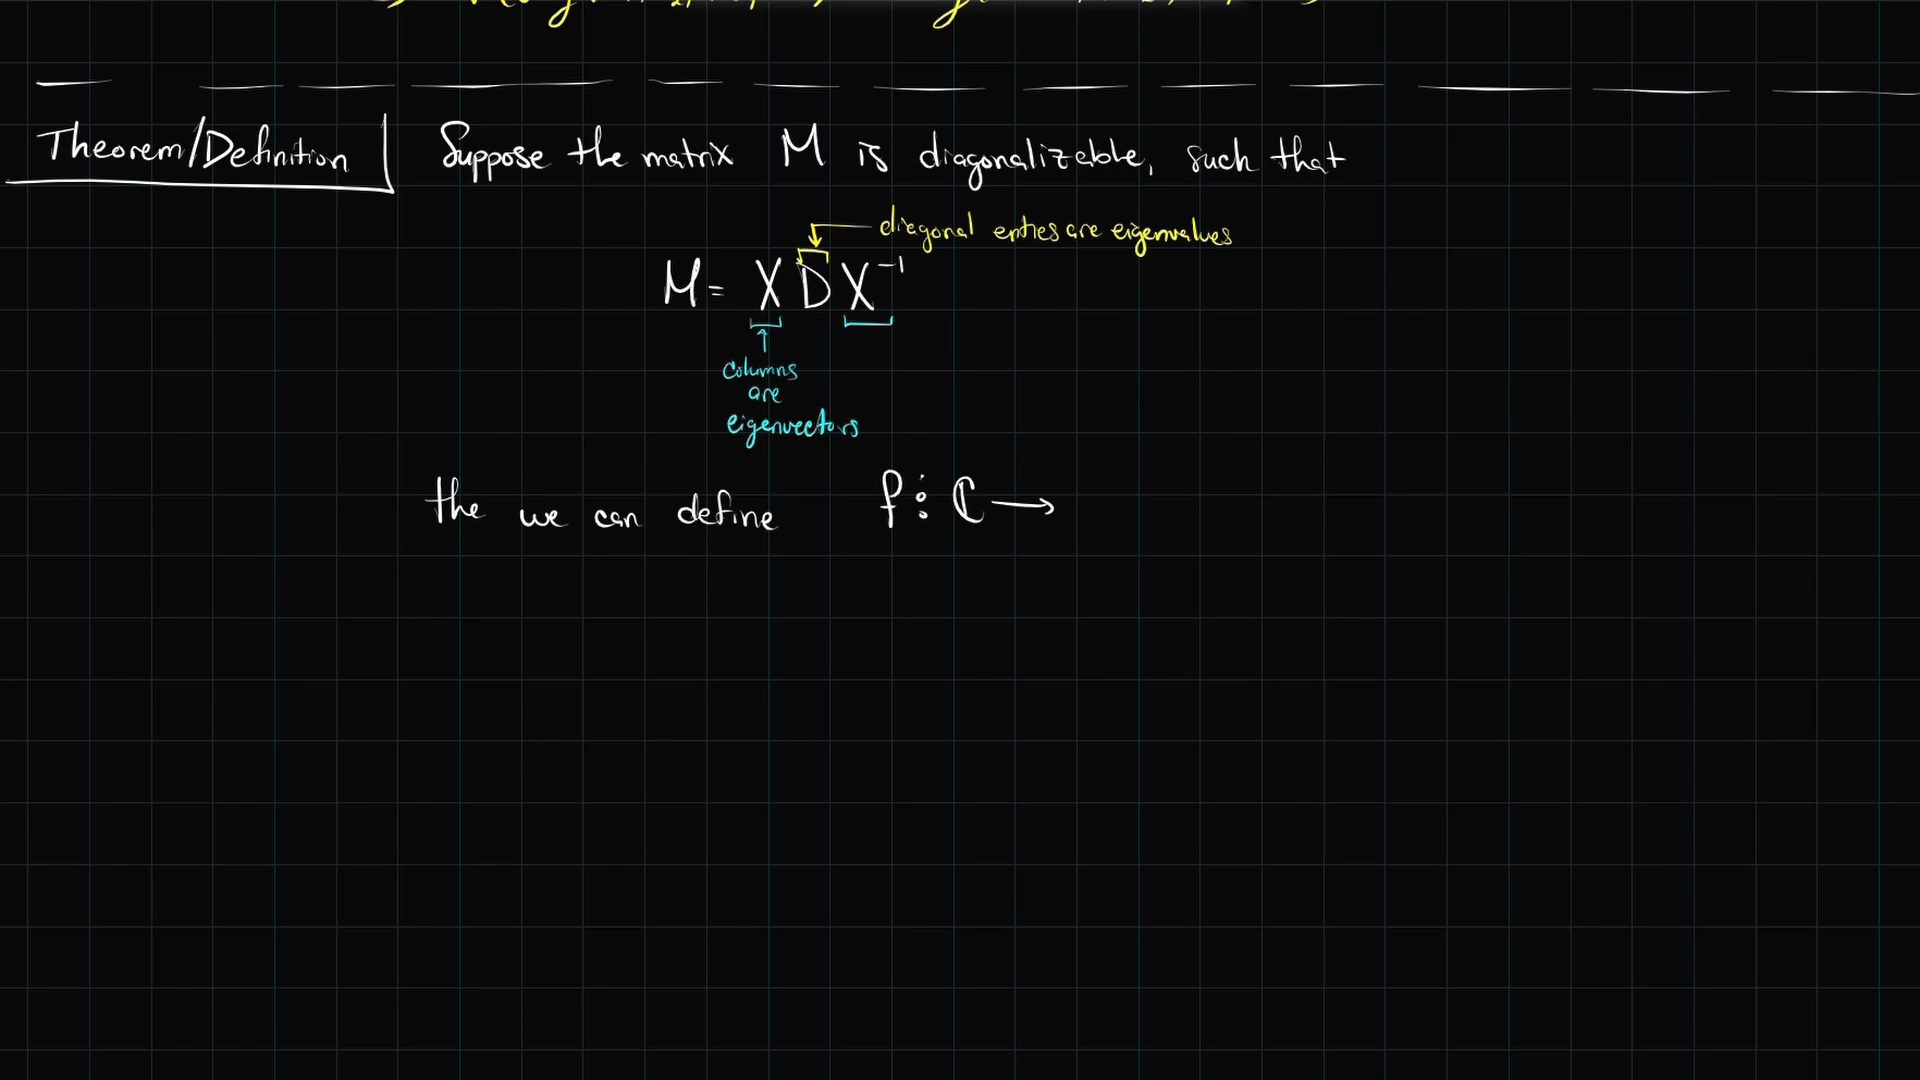 Theorem/Definition Suppose the matrix M is diagonalizable, such that
diagonal enties are eigenvalues
M = X D X⁻¹
columns
are
eigenvectors
the we can define f: ℂ →